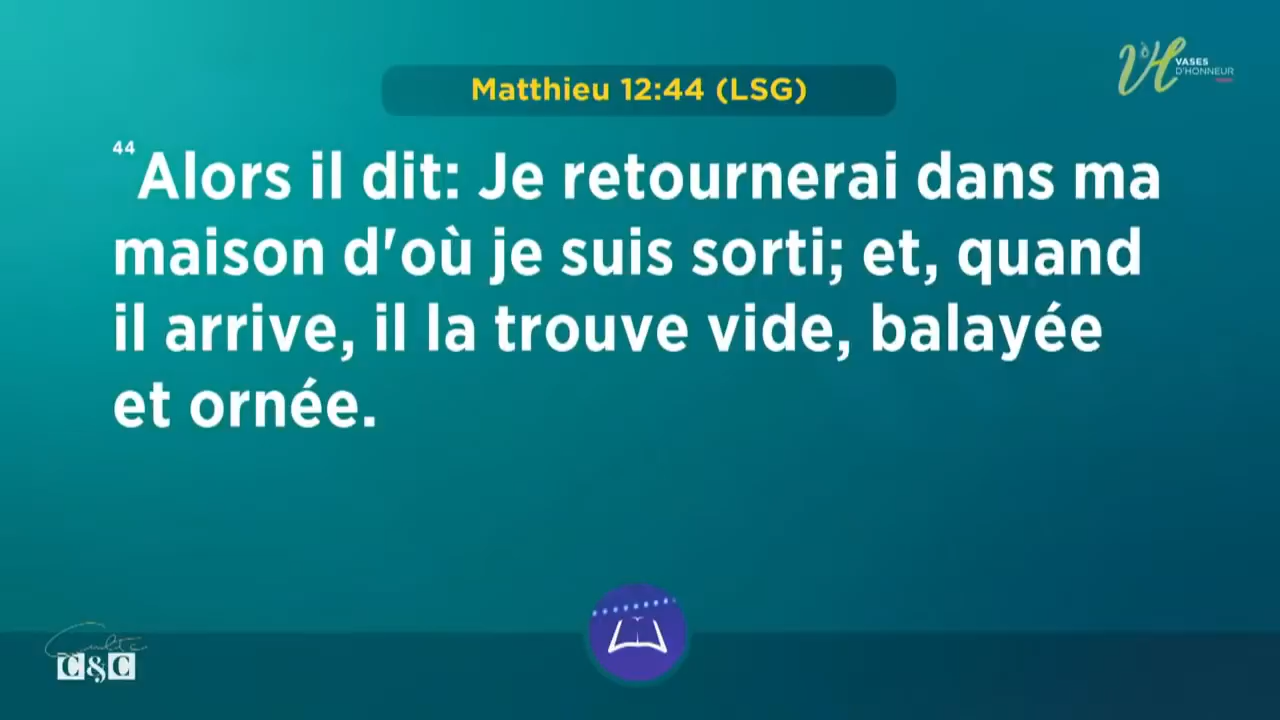 VASES
D'HONNEUR
Matthieu 12:44 (LSG)
44 Alors il dit: Je retournerai dans ma
maison d'où je suis sorti; et, quand
il arrive, il la trouve vide, balayée
et ornée.
Culte
C&C